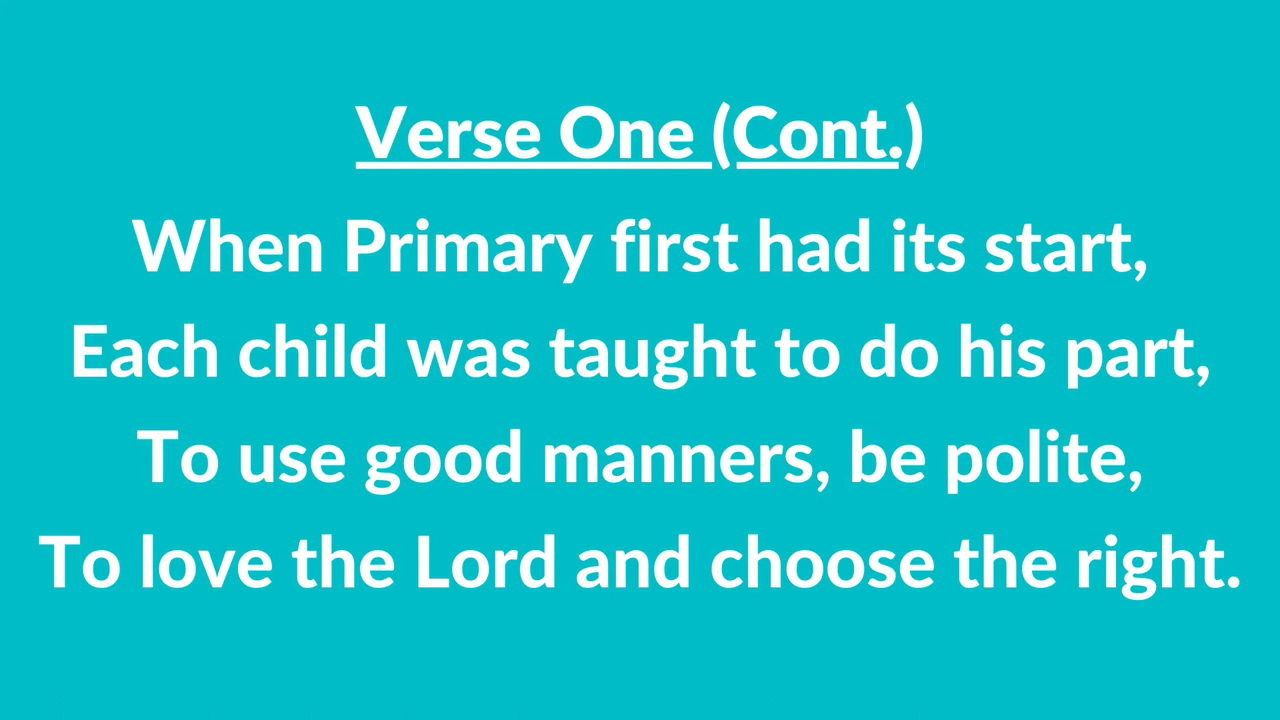 Verse One (Cont.)
When Primary first had its start,
Each child was taught to do his part,
To use good manners, be polite,
To love the Lord and choose the right.